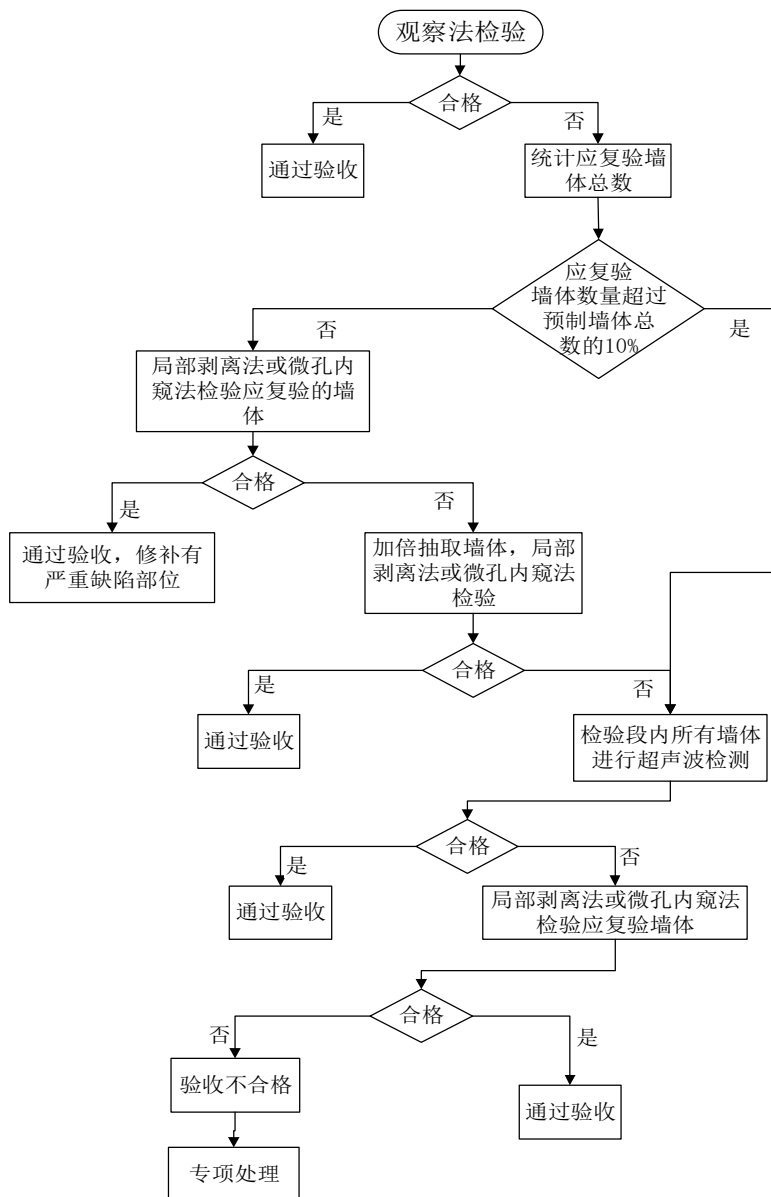 观察法检验
合格
是
否
通过验收
统计应复验墙
体总数
应复验
墙体数量超过
预制墙体总
数的10%
否
是
局部剥离法或微孔内
窥法检验应复验的墙
体
合格
是
否
通过验收，修补有
严重缺陷部位
加倍抽取墙体，局部
剥离法或微孔内窥法
检验
合格
是
否
通过验收
检验段内所有墙体
进行超声波检测
合格
是
否
通过验收
局部剥离法或微孔内窥法
检验应复验墙体
合格
否
是
验收不合格
通过验收
专项处理